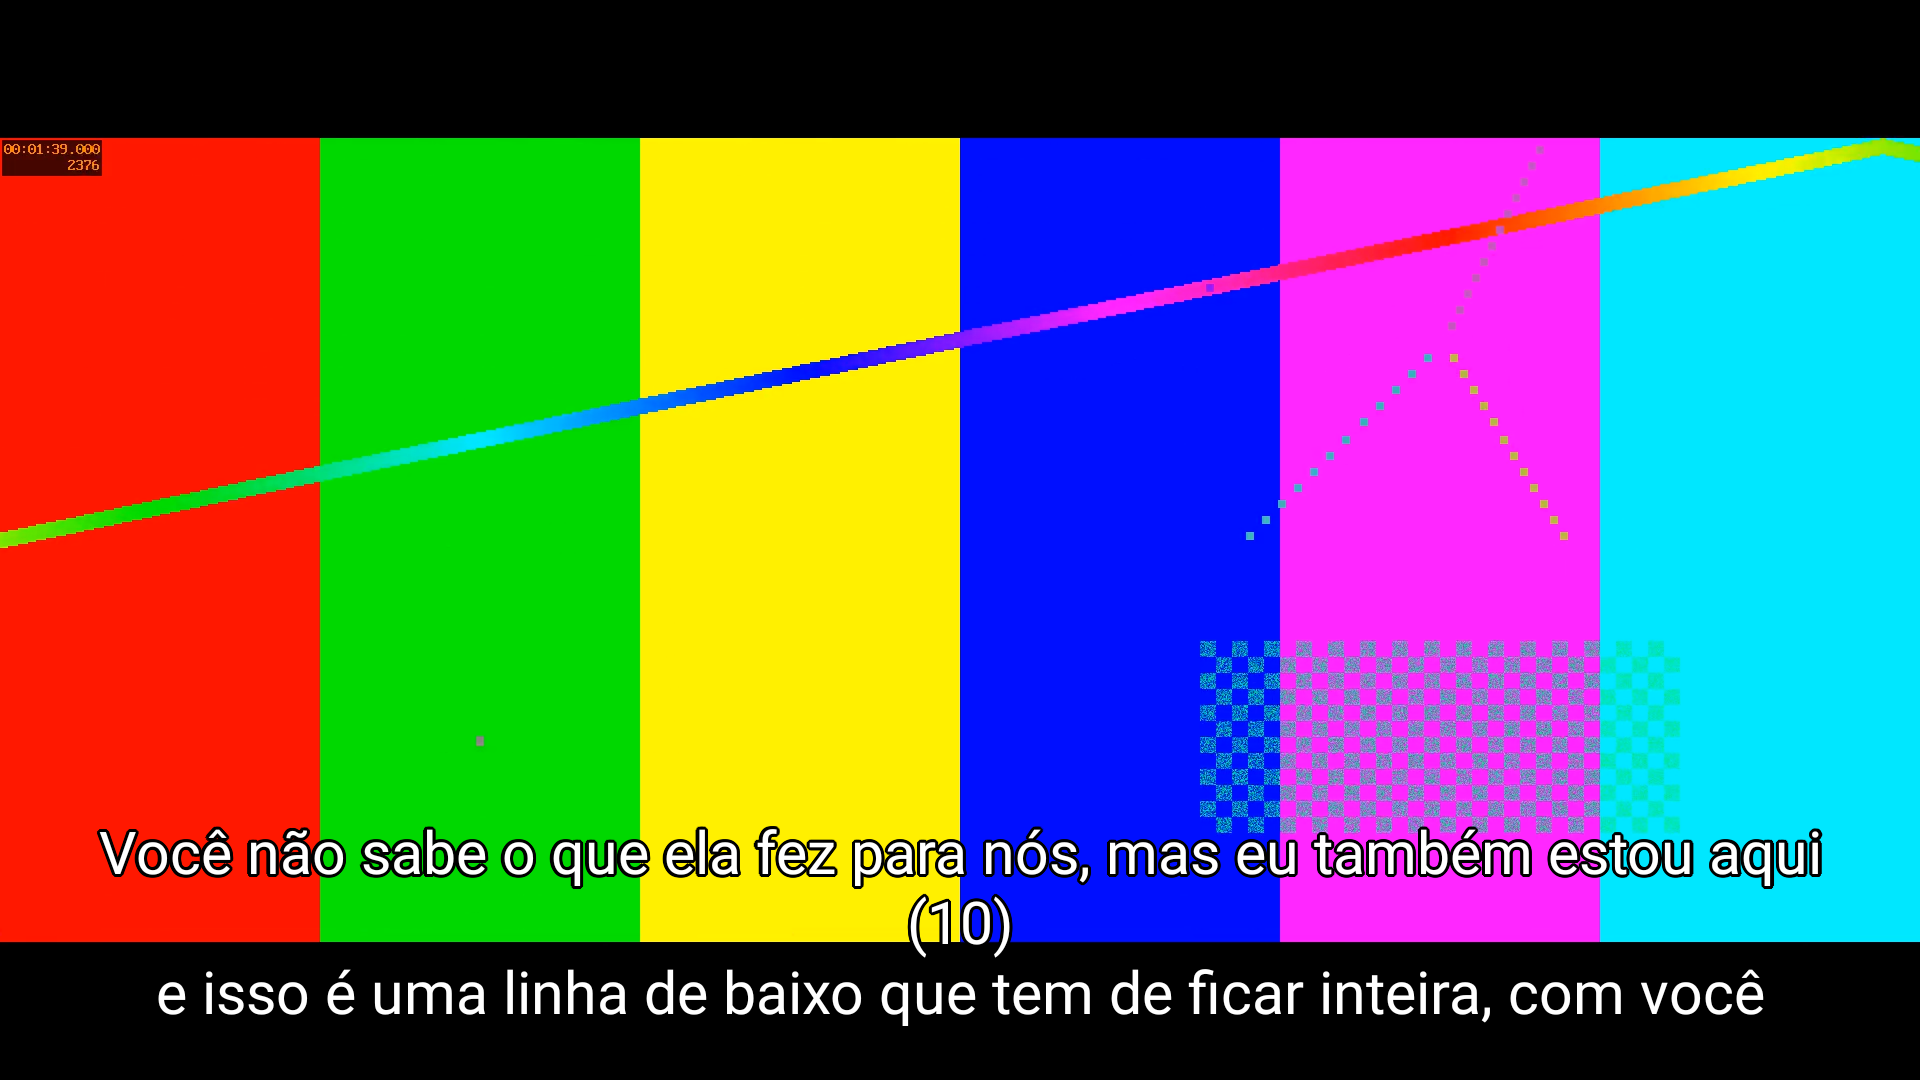 00:01:39.000
2376
Você não sabe o que ela fez para nós, mas eu também estou aqui
(10)
e isso é uma linha de baixo que tem de ficar inteira, com você